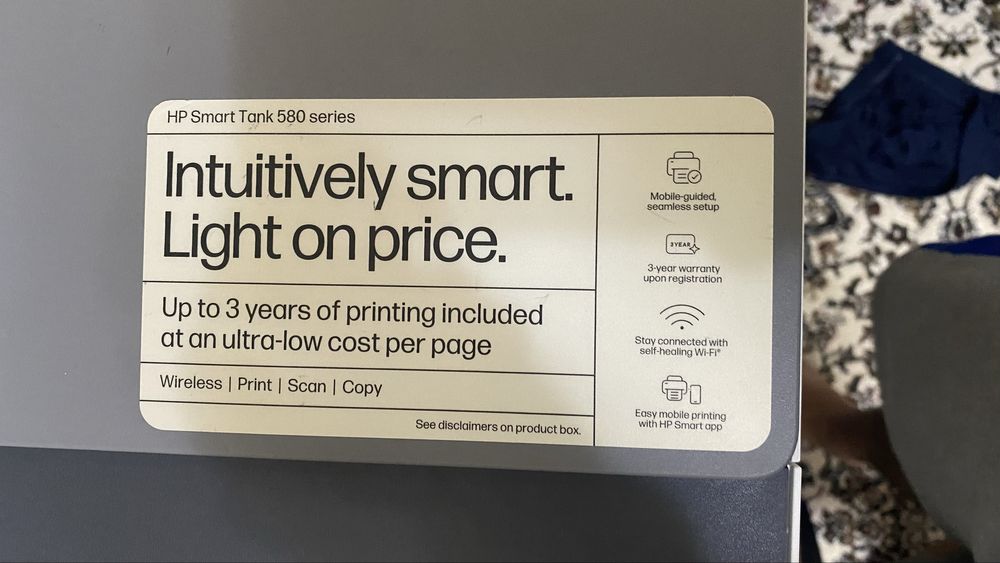 HP Smart Tank 580 series
Intuitively smart.
Light on price.
Up to 3 years of printing included
at an ultra-low cost per page
Wireless | Print | Scan | Copy
See disclaimers on product box.
Mobile-guided,
seamless setup
3 YEAR
3-year warranty
upon registration
Stay connected with
self-healing Wi-Fi®
Easy mobile printing
with HP Smart app